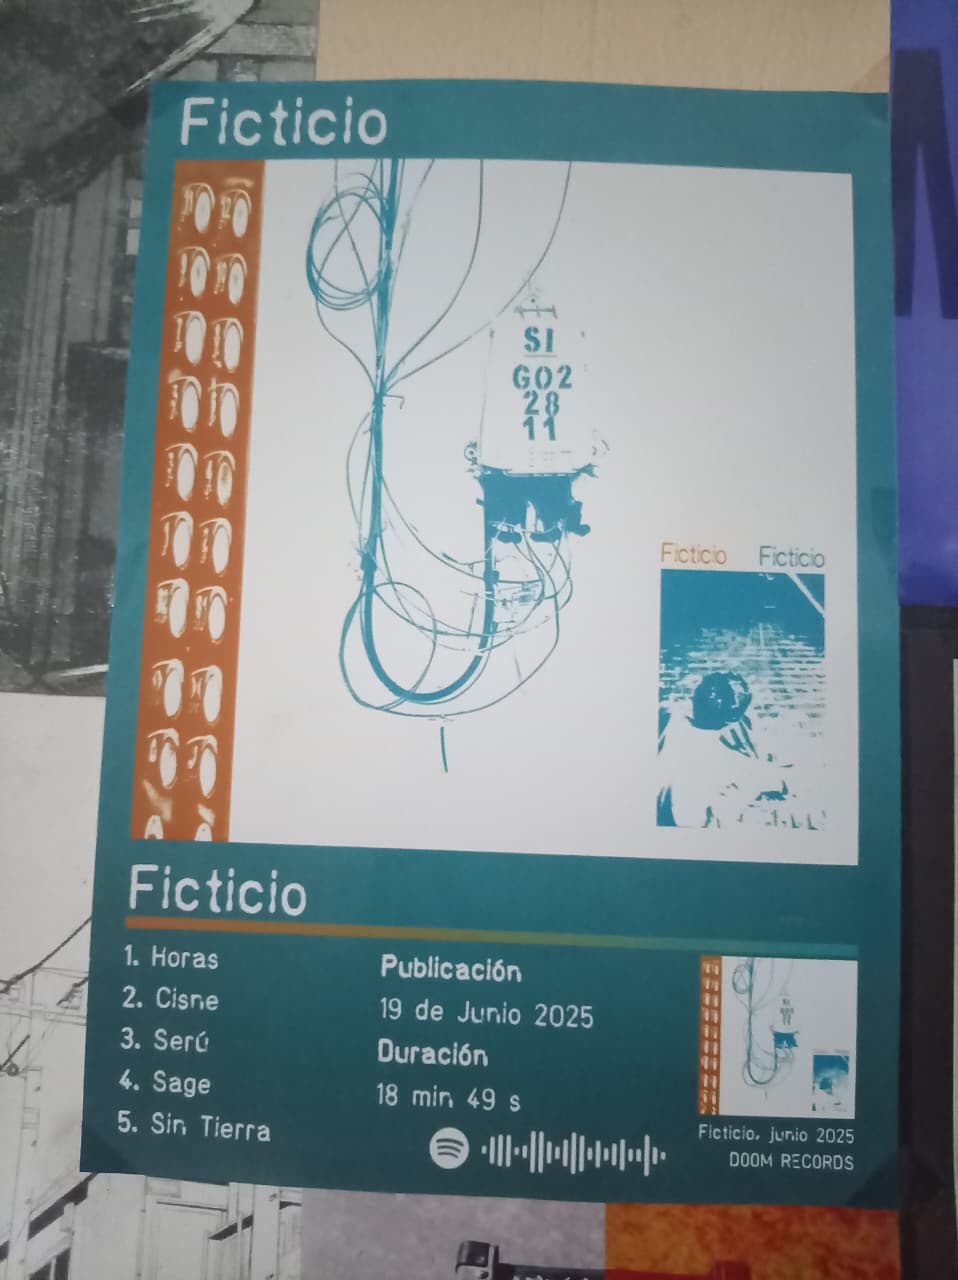 Ficticio
SI
GO2
28
11
Ficticio Ficticio
Ficticio
1. Horas
2. Cisne
3. Serú
4. Sage
5. Sin Tierra
Publicación
19 de Junio 2025
Duración
18 min 49 s
Ficticio, junio 2025
DOOM RECORDS